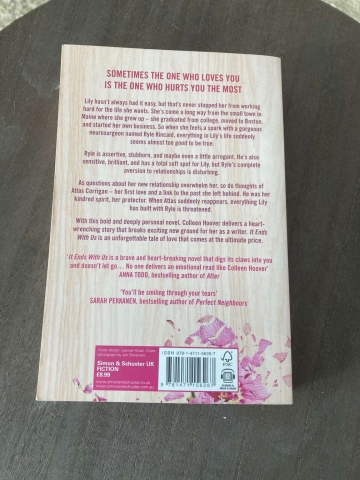 SOMETIMES THE ONE WHO LOVES YOU
IS THE ONE WHO HURTS YOU THE MOST
Lily hasn't always had it easy, but that's never stopped her from working
hard for the life she wants. She's come a long way from the small town in
Maine where she grew up – she graduated from college, moved to Boston,
and started her own business. So when she feels a spark with a gorgeous
neurosurgeon named Ryle Kincaid, everything in Lily's life suddenly
seems almost too good to be true.
Ryle is assertive, stubborn, and maybe even a little arrogant. He's also
sensitive, brilliant, and has a total soft spot for Lily, but Ryle's complete
aversion to relationships is disturbing.
As questions about her new relationship overwhelm her, so do thoughts of
Atlas Corrigan – her first love and a link to the past she left behind. He was her
kindred spirit, her protector. When Atlas suddenly reappears, everything Lily
has built with Ryle is threatened.
With this bold and deeply personal novel, Colleen Hoover delivers a heart-
wrenching story that breaks exciting new ground for her as a writer. It Ends
With Us is an unforgettable tale of love that comes at the ultimate price.
'It Ends With Us is a brave and heart-breaking novel that digs its claws into you
and doesn't let go... No one delivers an emotional read like Colleen Hoover'
ANNA TODD, bestselling author of After
'You'll be smiling through your tears'
SARAH PEKKANEN, bestselling author of Perfect Neighbours
Simon & Schuster UK
FICTION
£8.99
ISBN 978-1-4711-5626-7
9 781471 156267
FSC